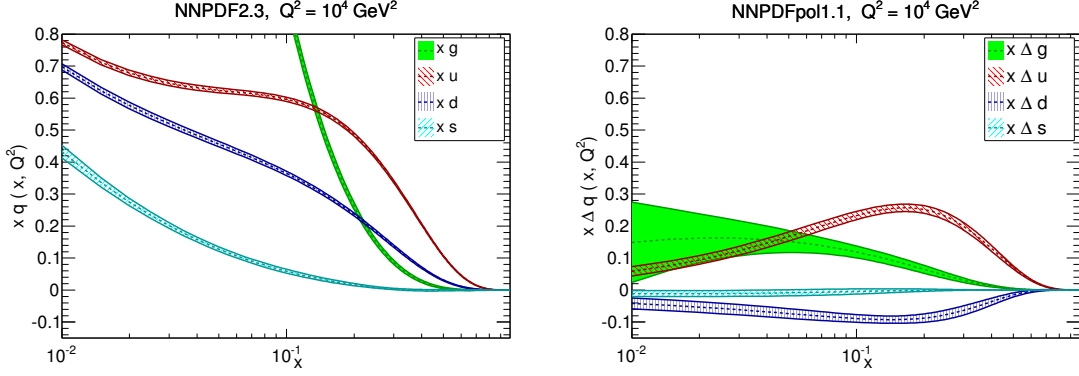 NNPDF2.3, Q² = 10⁴ GeV²
x q ( x, Q²)
0.8
0.7
0.6
0.5
0.4
0.3
0.2
0.1
0
-0.1
x g
x u
x d
x s
10⁻²
10⁻¹
x
NNPDFpol1.1, Q² = 10⁴ GeV²
x Δ q ( x, Q²)
0.8
0.7
0.6
0.5
0.4
0.3
0.2
0.1
0
-0.1
x Δ g
x Δ u
x Δ d
x Δ s
10⁻²
10⁻¹
x